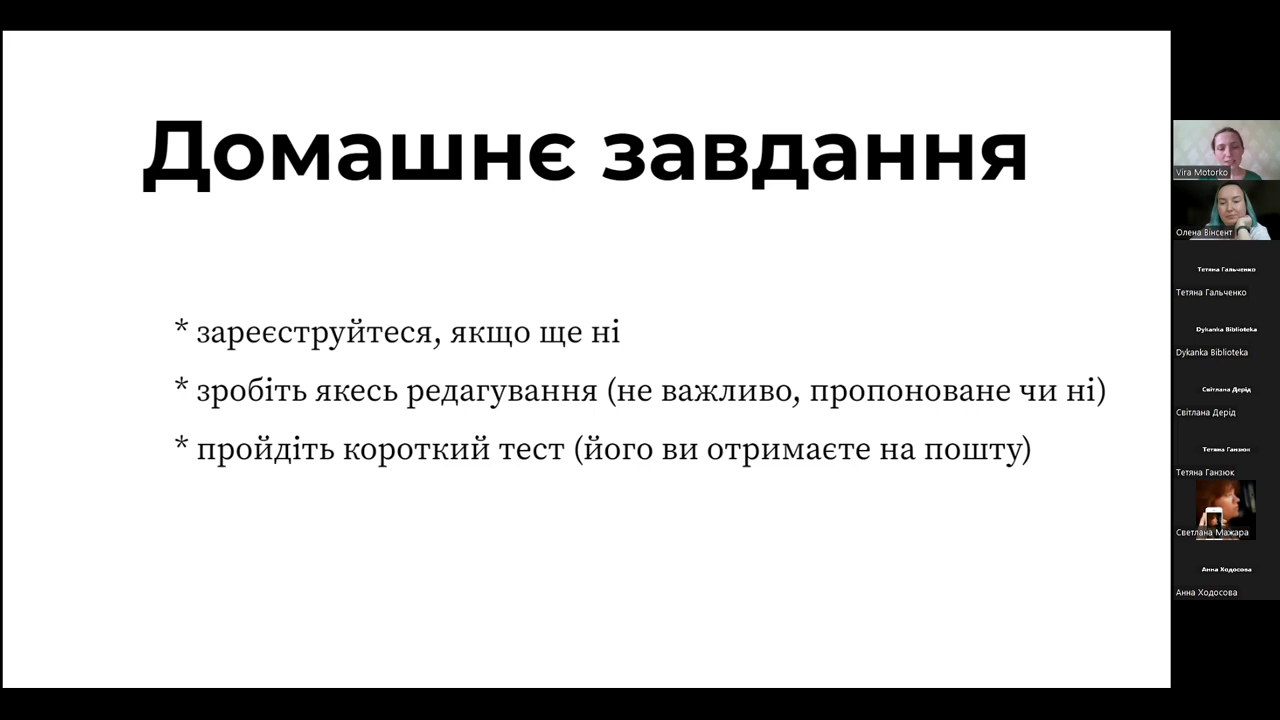 Домашнє завдання
* зареєструйтеся, якщо ще ні
* зробіть якесь редагування (не важливо, пропоноване чи ні)
* пройдіть короткий тест (його ви отримаєте на пошту)
Vira Motorko
Олена Вінсент
Тетяна Гальченко
Тетяна Гальченко
Dykanka Biblioteka
Dykanka Biblioteka
Світлана Дерід
Світлана Дерід
Тетяна Ганзюк
Тетяна Ганзюк
Светлана Мажара
Анна Ходосова
Анна Ходосова